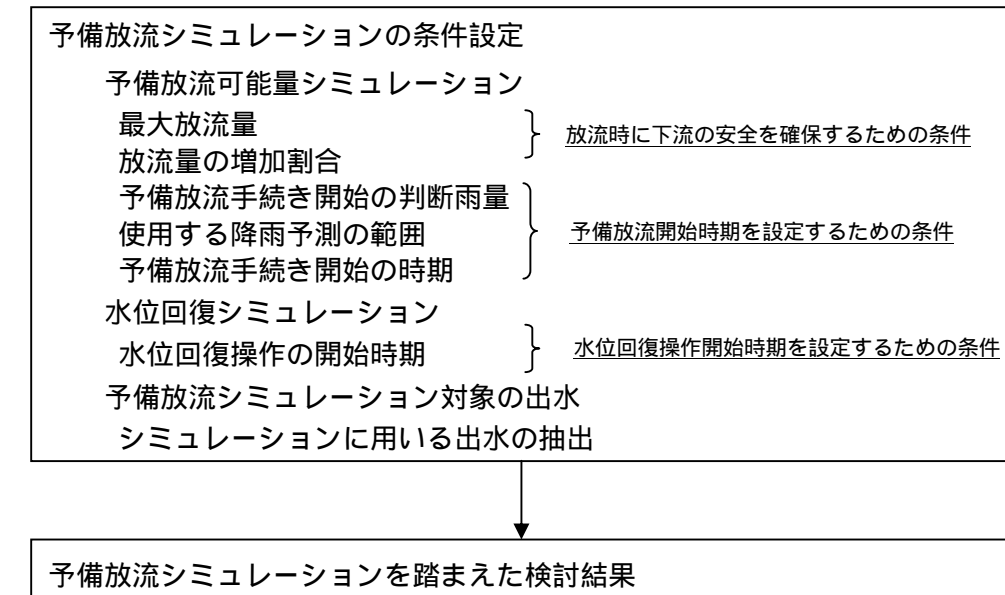 予備放流シミュレーションの条件設定
予備放流可能量シミュレーション
最大放流量
放流量の増加割合
放流時に下流の安全を確保するための条件
予備放流手続き開始の判断雨量
使用する降雨予測の範囲
予備放流手続き開始の時期
予備放流開始時期を設定するための条件
水位回復シミュレーション
水位回復操作の開始時期
水位回復操作開始時期を設定するための条件
予備放流シミュレーション対象の出水
シミュレーションに用いる出水の抽出
予備放流シミュレーションを踏まえた検討結果